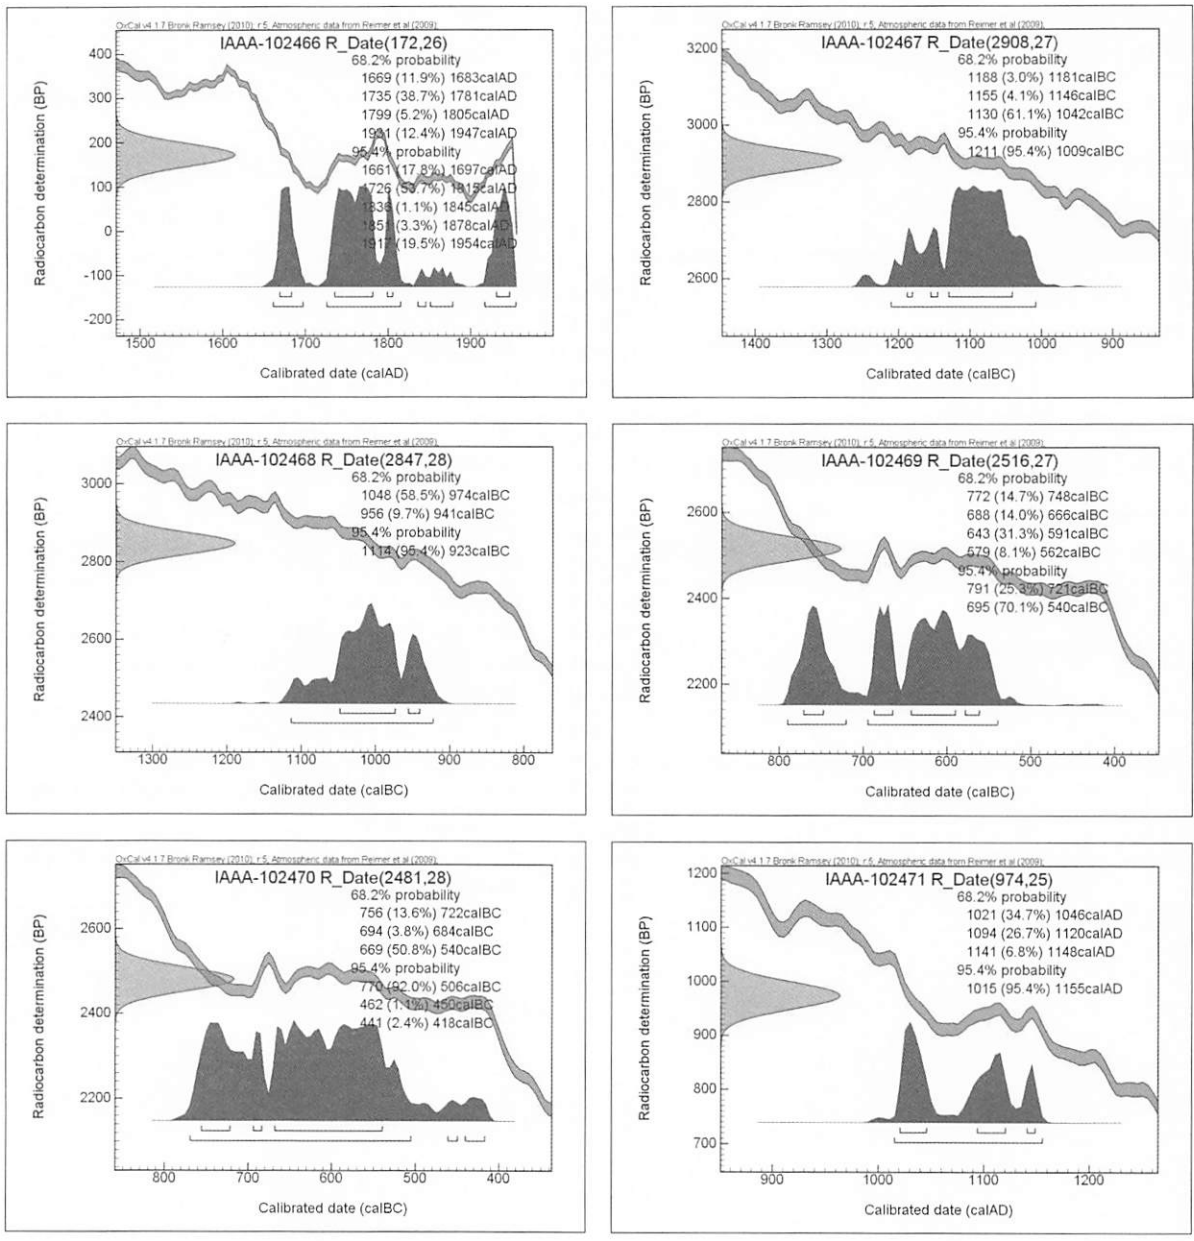 OxCal v4.1.7 Bronk Ramsey (2010); r:5, Atmospheric data from Reimer et al (2009);
IAAA-102466 R_Date(172,26)
68.2% probability
1669 (11.9%) 1683calAD
1735 (38.7%) 1781calAD
1799 (5.2%) 1805calAD
1931 (12.4%) 1947calAD
95.4% probability
1661 (17.8%) 1697calAD
1726 (53.7%) 1815calAD
1836 (1.1%) 1845calAD
1851 (3.3%) 1878calAD
1917 (19.5%) 1954calAD
Radiocarbon determination (BP)
400
300
200
100
0
-100
-200
1500 1600 1700 1800 1900
Calibrated date (calAD)
OxCal v4.1.7 Bronk Ramsey (2010); r:5, Atmospheric data from Reimer et al (2009);
IAAA-102467 R_Date(2908,27)
68.2% probability
1188 (3.0%) 1181calBC
1155 (4.1%) 1146calBC
1130 (61.1%) 1042calBC
95.4% probability
1211 (95.4%) 1009calBC
Radiocarbon determination (BP)
3200
3000
2800
2600
1400 1300 1200 1100 1000 900
Calibrated date (calBC)
OxCal v4.1.7 Bronk Ramsey (2010); r:5, Atmospheric data from Reimer et al (2009);
IAAA-102468 R_Date(2847,28)
68.2% probability
1048 (58.5%) 974calBC
956 (9.7%) 941calBC
95.4% probability
1114 (95.4%) 923calBC
Radiocarbon determination (BP)
3000
2800
2600
2400
1300 1200 1100 1000 900 800
Calibrated date (calBC)
OxCal v4.1.7 Bronk Ramsey (2010); r:5, Atmospheric data from Reimer et al (2009);
IAAA-102469 R_Date(2516,27)
68.2% probability
772 (14.7%) 748calBC
688 (14.0%) 666calBC
643 (31.3%) 591calBC
579 (8.1%) 562calBC
95.4% probability
791 (25.3%) 721calBC
695 (70.1%) 540calBC
Radiocarbon determination (BP)
2600
2400
2200
800 700 600 500 400
Calibrated date (calBC)
OxCal v4.1.7 Bronk Ramsey (2010); r:5, Atmospheric data from Reimer et al (2009);
IAAA-102470 R_Date(2481,28)
68.2% probability
756 (13.6%) 722calBC
694 (3.8%) 684calBC
669 (50.8%) 540calBC
95.4% probability
770 (92.0%) 506calBC
462 (1.1%) 450calBC
441 (2.4%) 418calBC
Radiocarbon determination (BP)
2600
2400
2200
800 700 600 500 400
Calibrated date (calBC)
OxCal v4.1.7 Bronk Ramsey (2010); r:5, Atmospheric data from Reimer et al (2009);
IAAA-102471 R_Date(974,25)
68.2% probability
1021 (34.7%) 1046calAD
1094 (26.7%) 1120calAD
1141 (6.8%) 1148calAD
95.4% probability
1015 (95.4%) 1155calAD
Radiocarbon determination (BP)
1200
1100
1000
900
800
700
900 1000 1100 1200
Calibrated date (calAD)